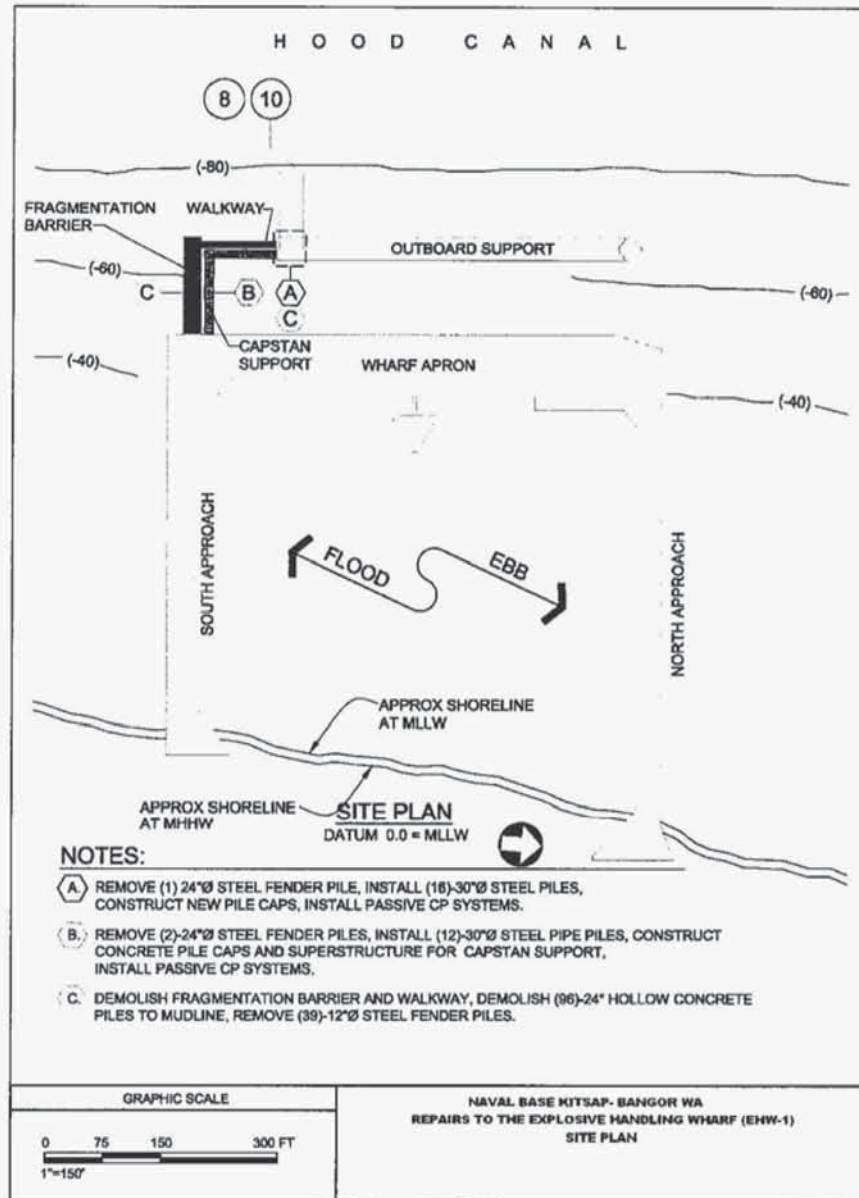 HOOD CANAL
8 10
(-80)
FRAGMENTATION
BARRIER
WALKWAY
OUTBOARD SUPPORT
(-60)
C
B
A
C
(-60)
CAPSTAN
SUPPORT
WHARF APRON
(-40)
(-40)
SOUTH APPROACH
FLOOD
EBB
NORTH APPROACH
APPROX SHORELINE
AT MLLW
APPROX SHORELINE
AT MHHW
SITE PLAN
DATUM 0.0 = MLLW
NOTES:
A. REMOVE (1) 24"Ø STEEL FENDER PILE, INSTALL (16)-30"Ø STEEL PILES,
CONSTRUCT NEW PILE CAPS, INSTALL PASSIVE CP SYSTEMS.
B. REMOVE (2)-24"Ø STEEL FENDER PILES, INSTALL (12)-30"Ø STEEL PIPE PILES, CONSTRUCT
CONCRETE PILE CAPS AND SUPERSTRUCTURE FOR CAPSTAN SUPPORT,
INSTALL PASSIVE CP SYSTEMS.
C. DEMOLISH FRAGMENTATION BARRIER AND WALKWAY, DEMOLISH (96)-24" HOLLOW CONCRETE
PILES TO MUDLINE, REMOVE (39)-12"Ø STEEL FENDER PILES.
GRAPHIC SCALE
0 75 150 300 FT
1"=150'
NAVAL BASE KITSAP- BANGOR WA
REPAIRS TO THE EXPLOSIVE HANDLING WHARF (EHW-1)
SITE PLAN